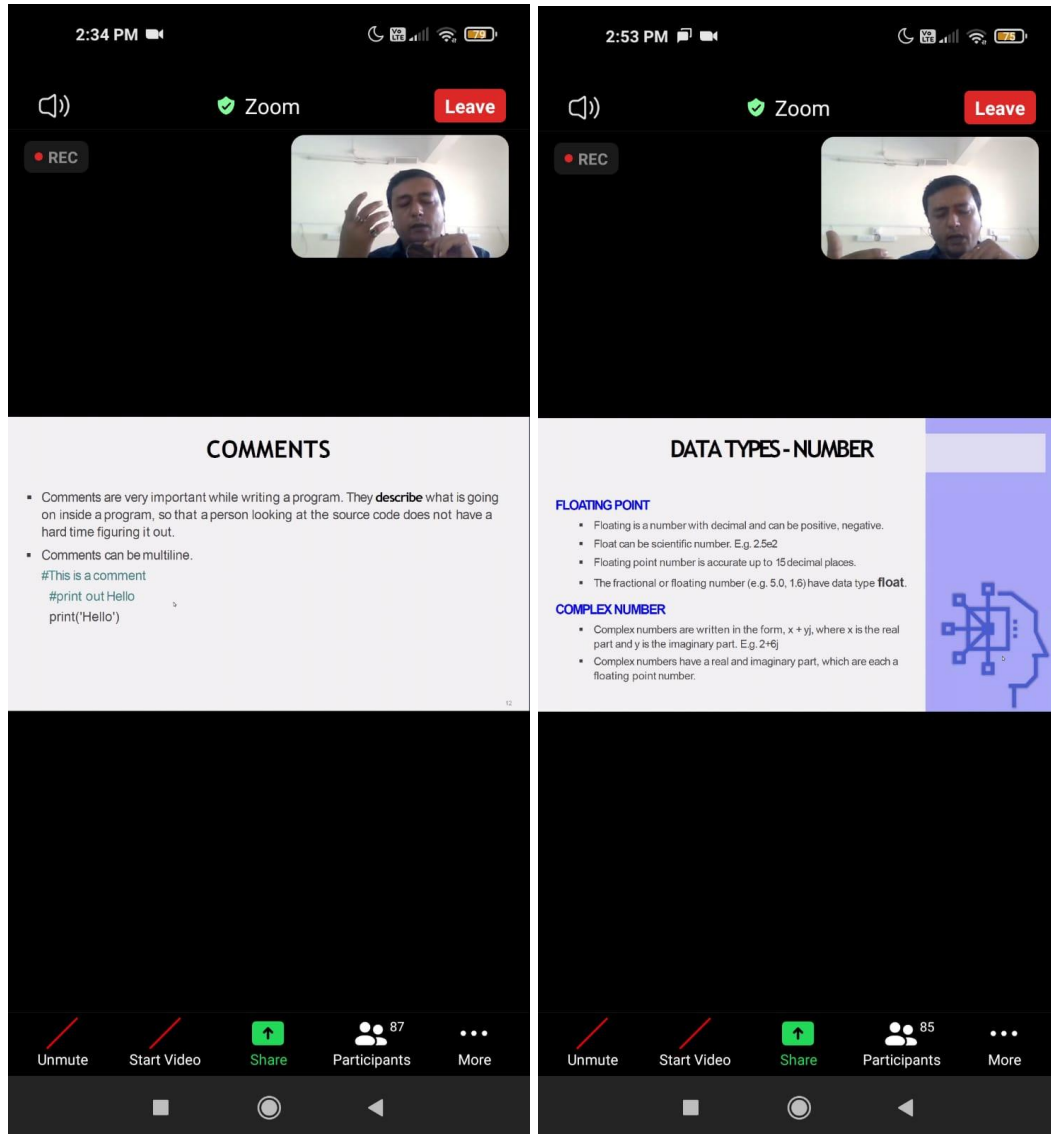 2:34 PM
Vo LTE
79
Zoom
Leave
REC
COMMENTS
▪ Comments are very important while writing a program. They describe what is going
on inside a program, so that a person looking at the source code does not have a
hard time figuring it out.
▪ Comments can be multiline.
#This is a comment
#print out Hello
print('Hello')
12
Unmute
Start Video
Share
87
Participants
More
2:53 PM
Vo LTE
75
Zoom
Leave
REC
DATA TYPES - NUMBER
FLOATING POINT
▪ Floating is a number with decimal and can be positive, negative.
▪ Float can be scientific number. E.g. 2.5e2
▪ Floating point number is accurate up to 15 decimal places.
▪ The fractional or floating number (e.g. 5.0, 1.6) have data type float.
COMPLEX NUMBER
▪ Complex numbers are written in the form, x + yj, where x is the real
part and y is the imaginary part. E.g. 2+6j
▪ Complex numbers have a real and imaginary part, which are each a
floating point number.
Unmute
Start Video
Share
85
Participants
More